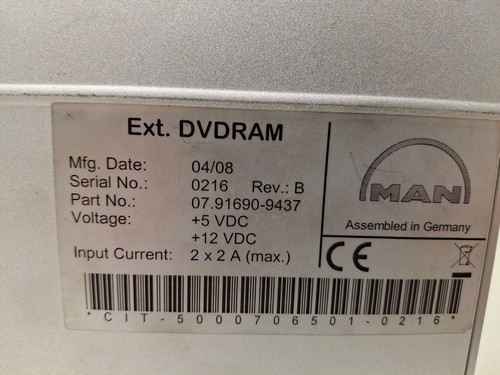 Ext. DVDRAM
Mfg. Date: 04/08
Serial No.: 0216 Rev.: B
Part No.: 07.91690-9437
Voltage: +5 VDC
+12 VDC
Input Current: 2 x 2 A (max.)
MAN
Assembled in Germany
CE
*CIT-5000706501-0216*